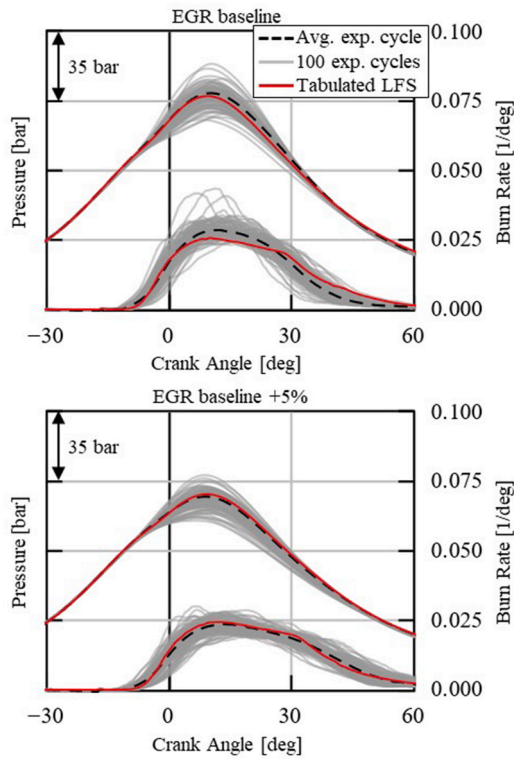 EGR baseline
Avg. exp. cycle
100 exp. cycles
Tabulated LFS
35 bar
Pressure [bar]
0.100
0.075
0.050
0.025
0.000
Burn Rate [1/deg]
−30 0 30 60
Crank Angle [deg]
EGR baseline +5%
35 bar
Pressure [bar]
0.100
0.075
0.050
0.025
0.000
Burn Rate [1/deg]
−30 0 30 60
Crank Angle [deg]